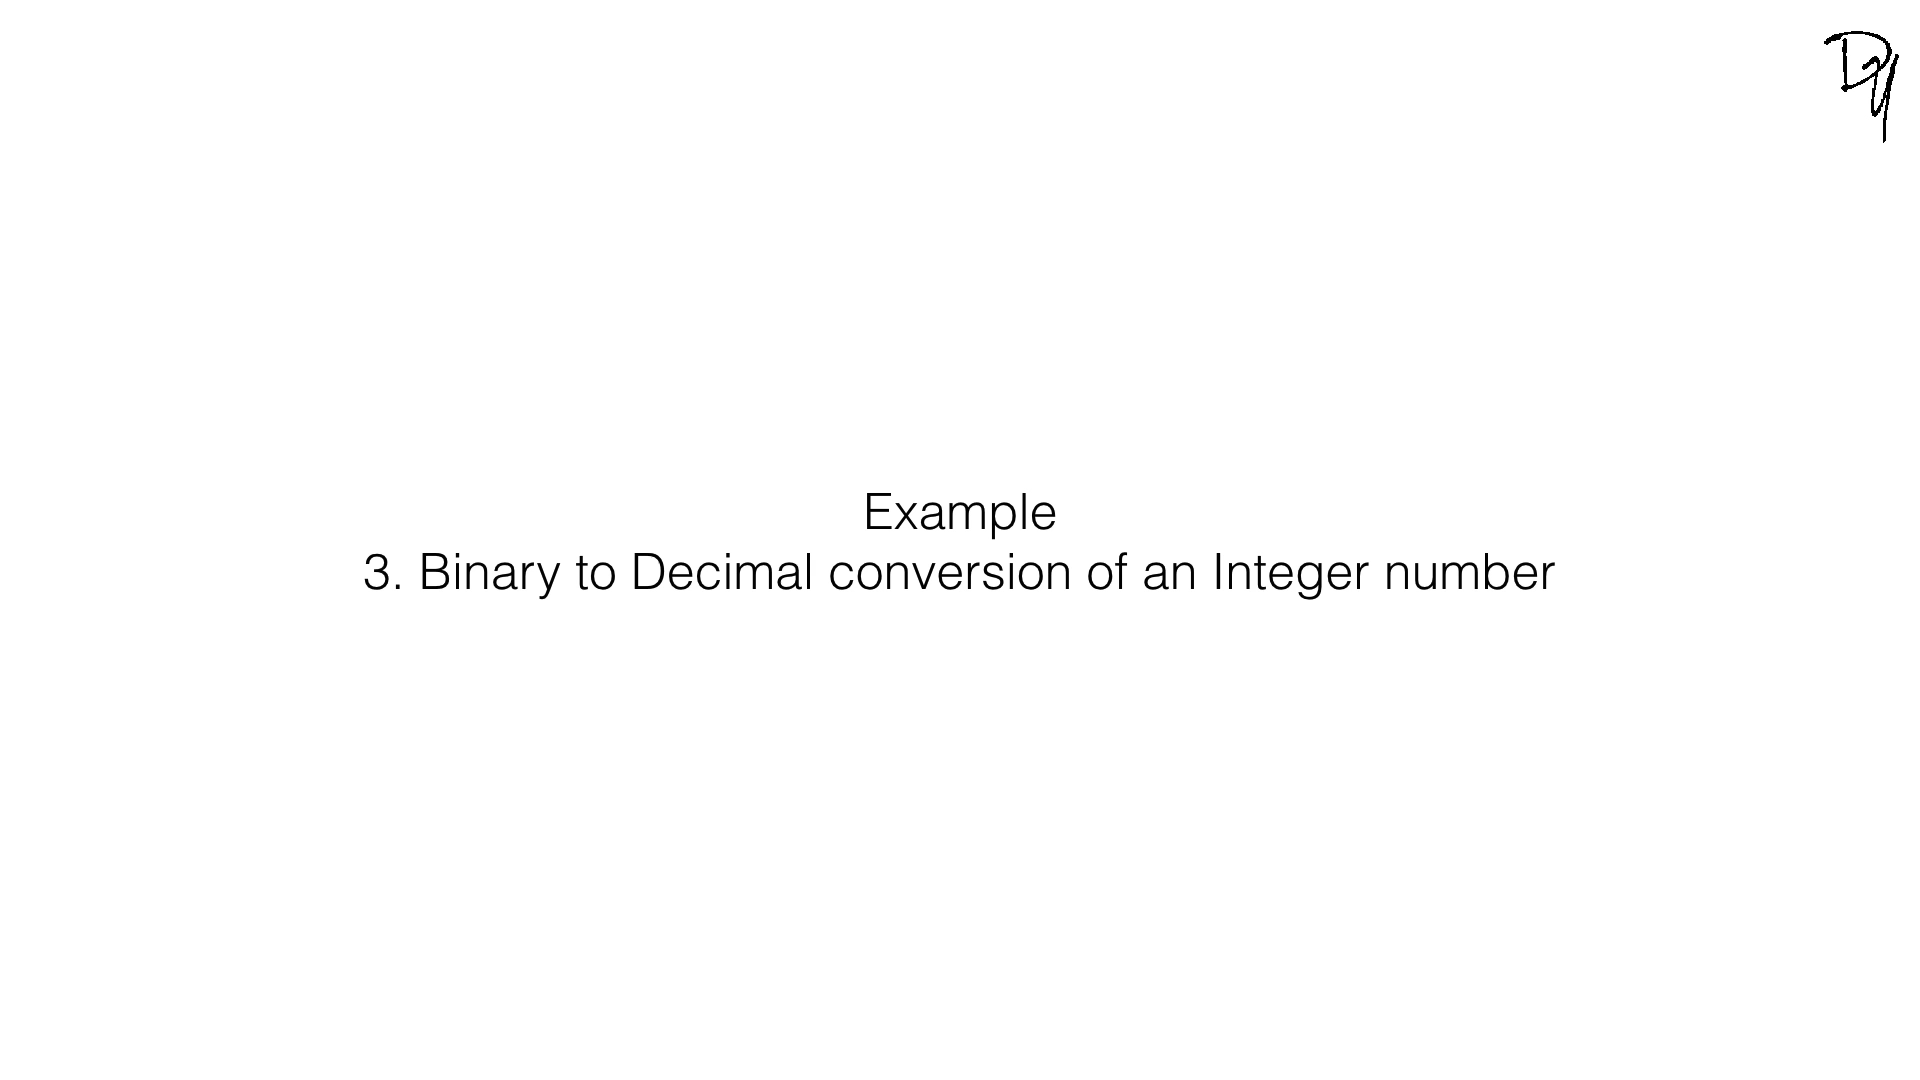 Example
3. Binary to Decimal conversion of an Integer number